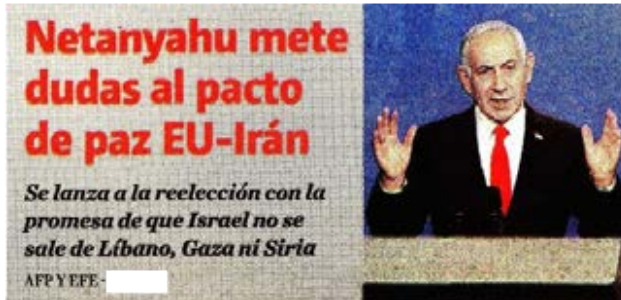 Netanyahu mete
dudas al pacto
de paz EU-Irán
Se lanza a la reelección con la
promesa de que Israel no se
sale de Líbano, Gaza ni Siria
AFP Y EFE-